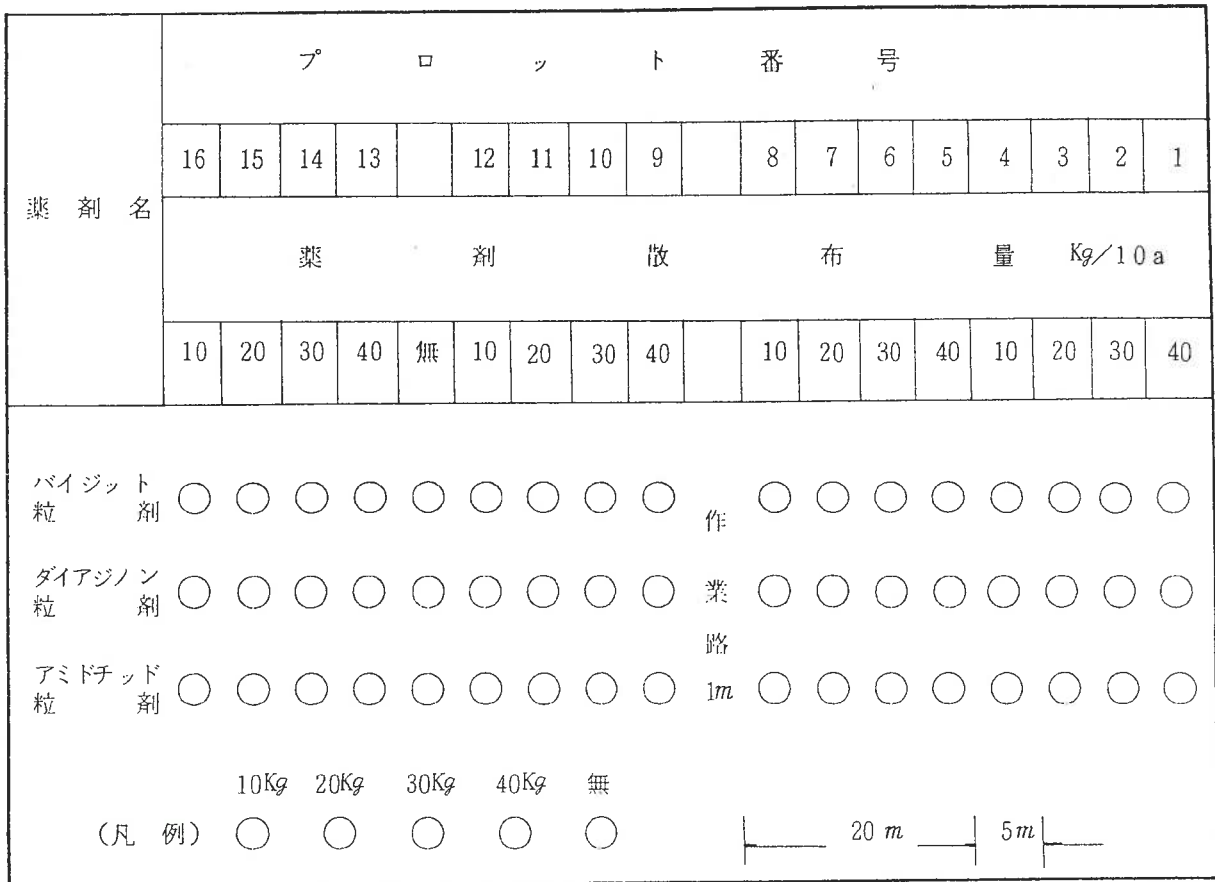 プロット番号
16 15 14 13 12 11 10 9 8 7 6 5 4 3 2 1
薬剤名
薬剤散布量 Kg/10a
10 20 30 40 無 10 20 30 40 10 20 30 40 10 20 30 40
バイジット
粒剤
ダイアジノン
粒剤
アミドチッド
粒剤
作業路1m
10Kg 20Kg 30Kg 40Kg 無
(凡例)
20m 5m